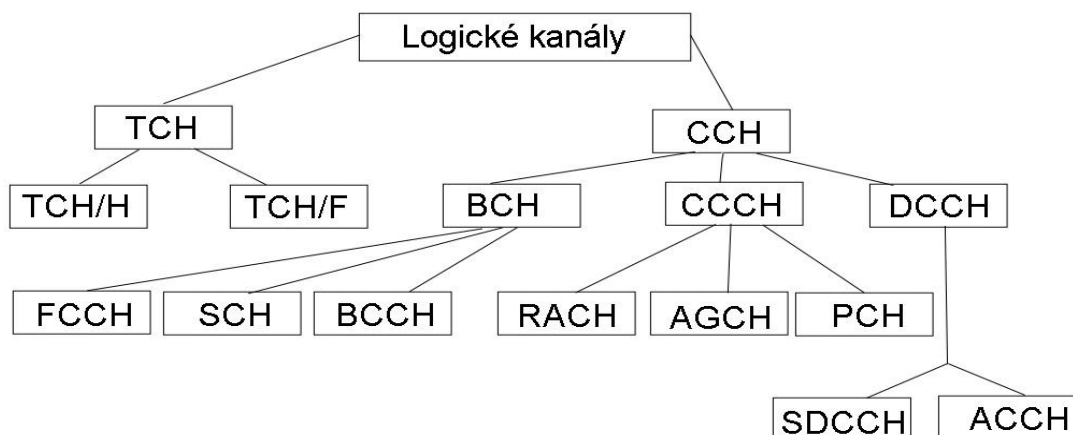 Logické kanály
TCH
CCH
TCH/H
TCH/F
BCH
CCCH
DCCH
FCCH
SCH
BCCH
RACH
AGCH
PCH
SDCCH
ACCH